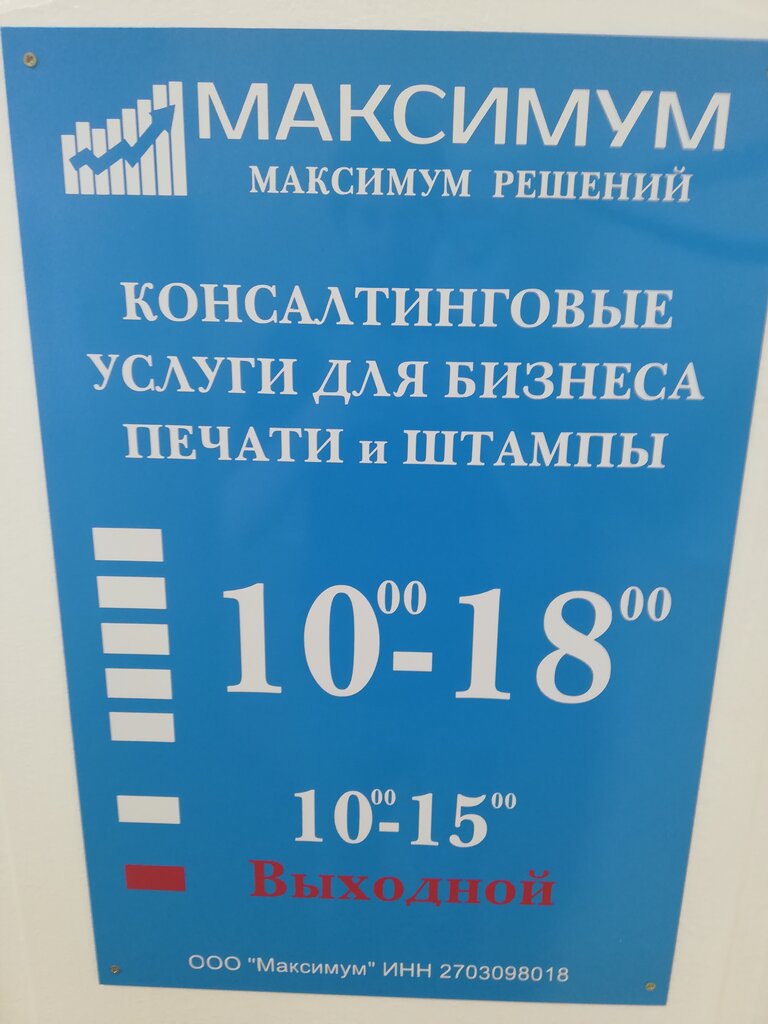 МАКСИМУМ
МАКСИМУМ РЕШЕНИЙ
КОНСАЛТИНГОВЫЕ
УСЛУГИ ДЛЯ БИЗНЕСА
ПЕЧАТИ и ШТАМПЫ
10⁰⁰-18⁰⁰
10⁰⁰-15⁰⁰
Выходной
ООО "Максимум" ИНН 2703098018